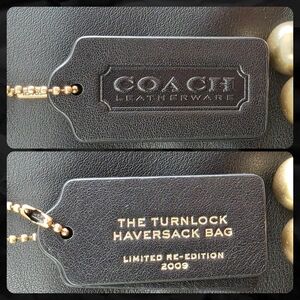 COACH
LEATHERWARE
THE TURNLOCK
HAVERSACK BAG
LIMITED RE-EDITION
2009